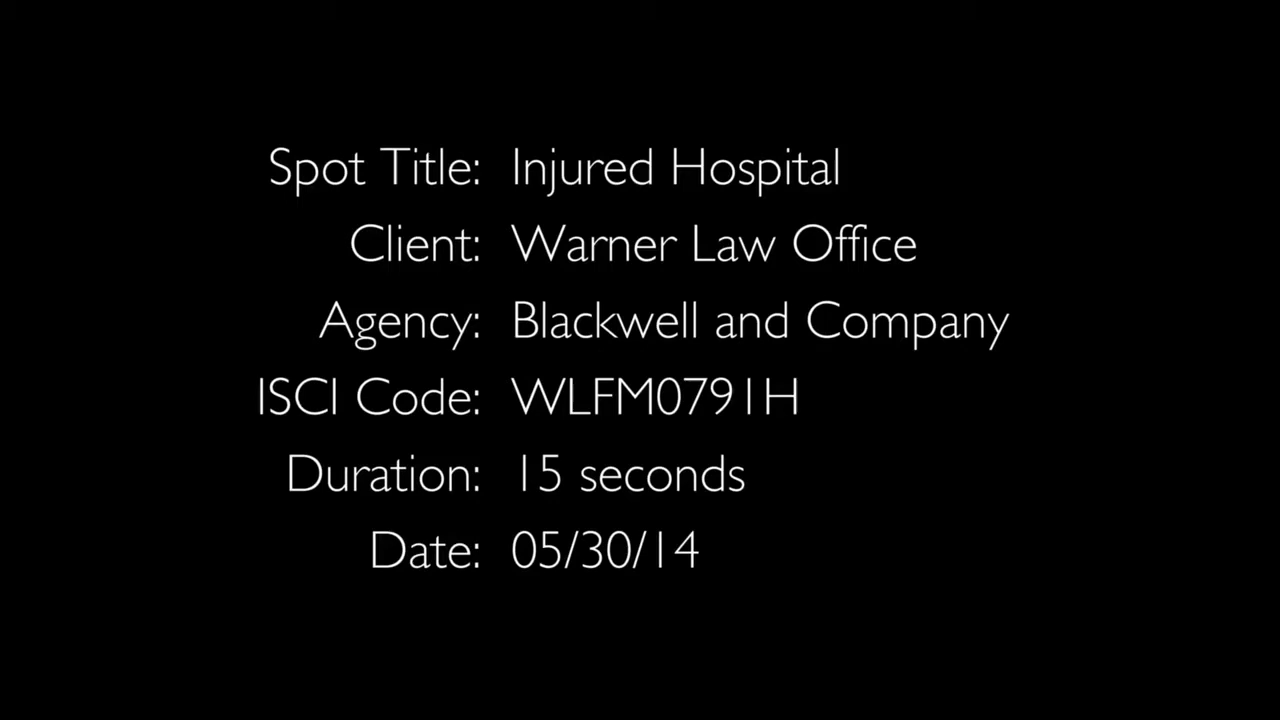 Spot Title: Injured Hospital
Client: Warner Law Office
Agency: Blackwell and Company
ISCI Code: WLFM0791H
Duration: 15 seconds
Date: 05/30/14